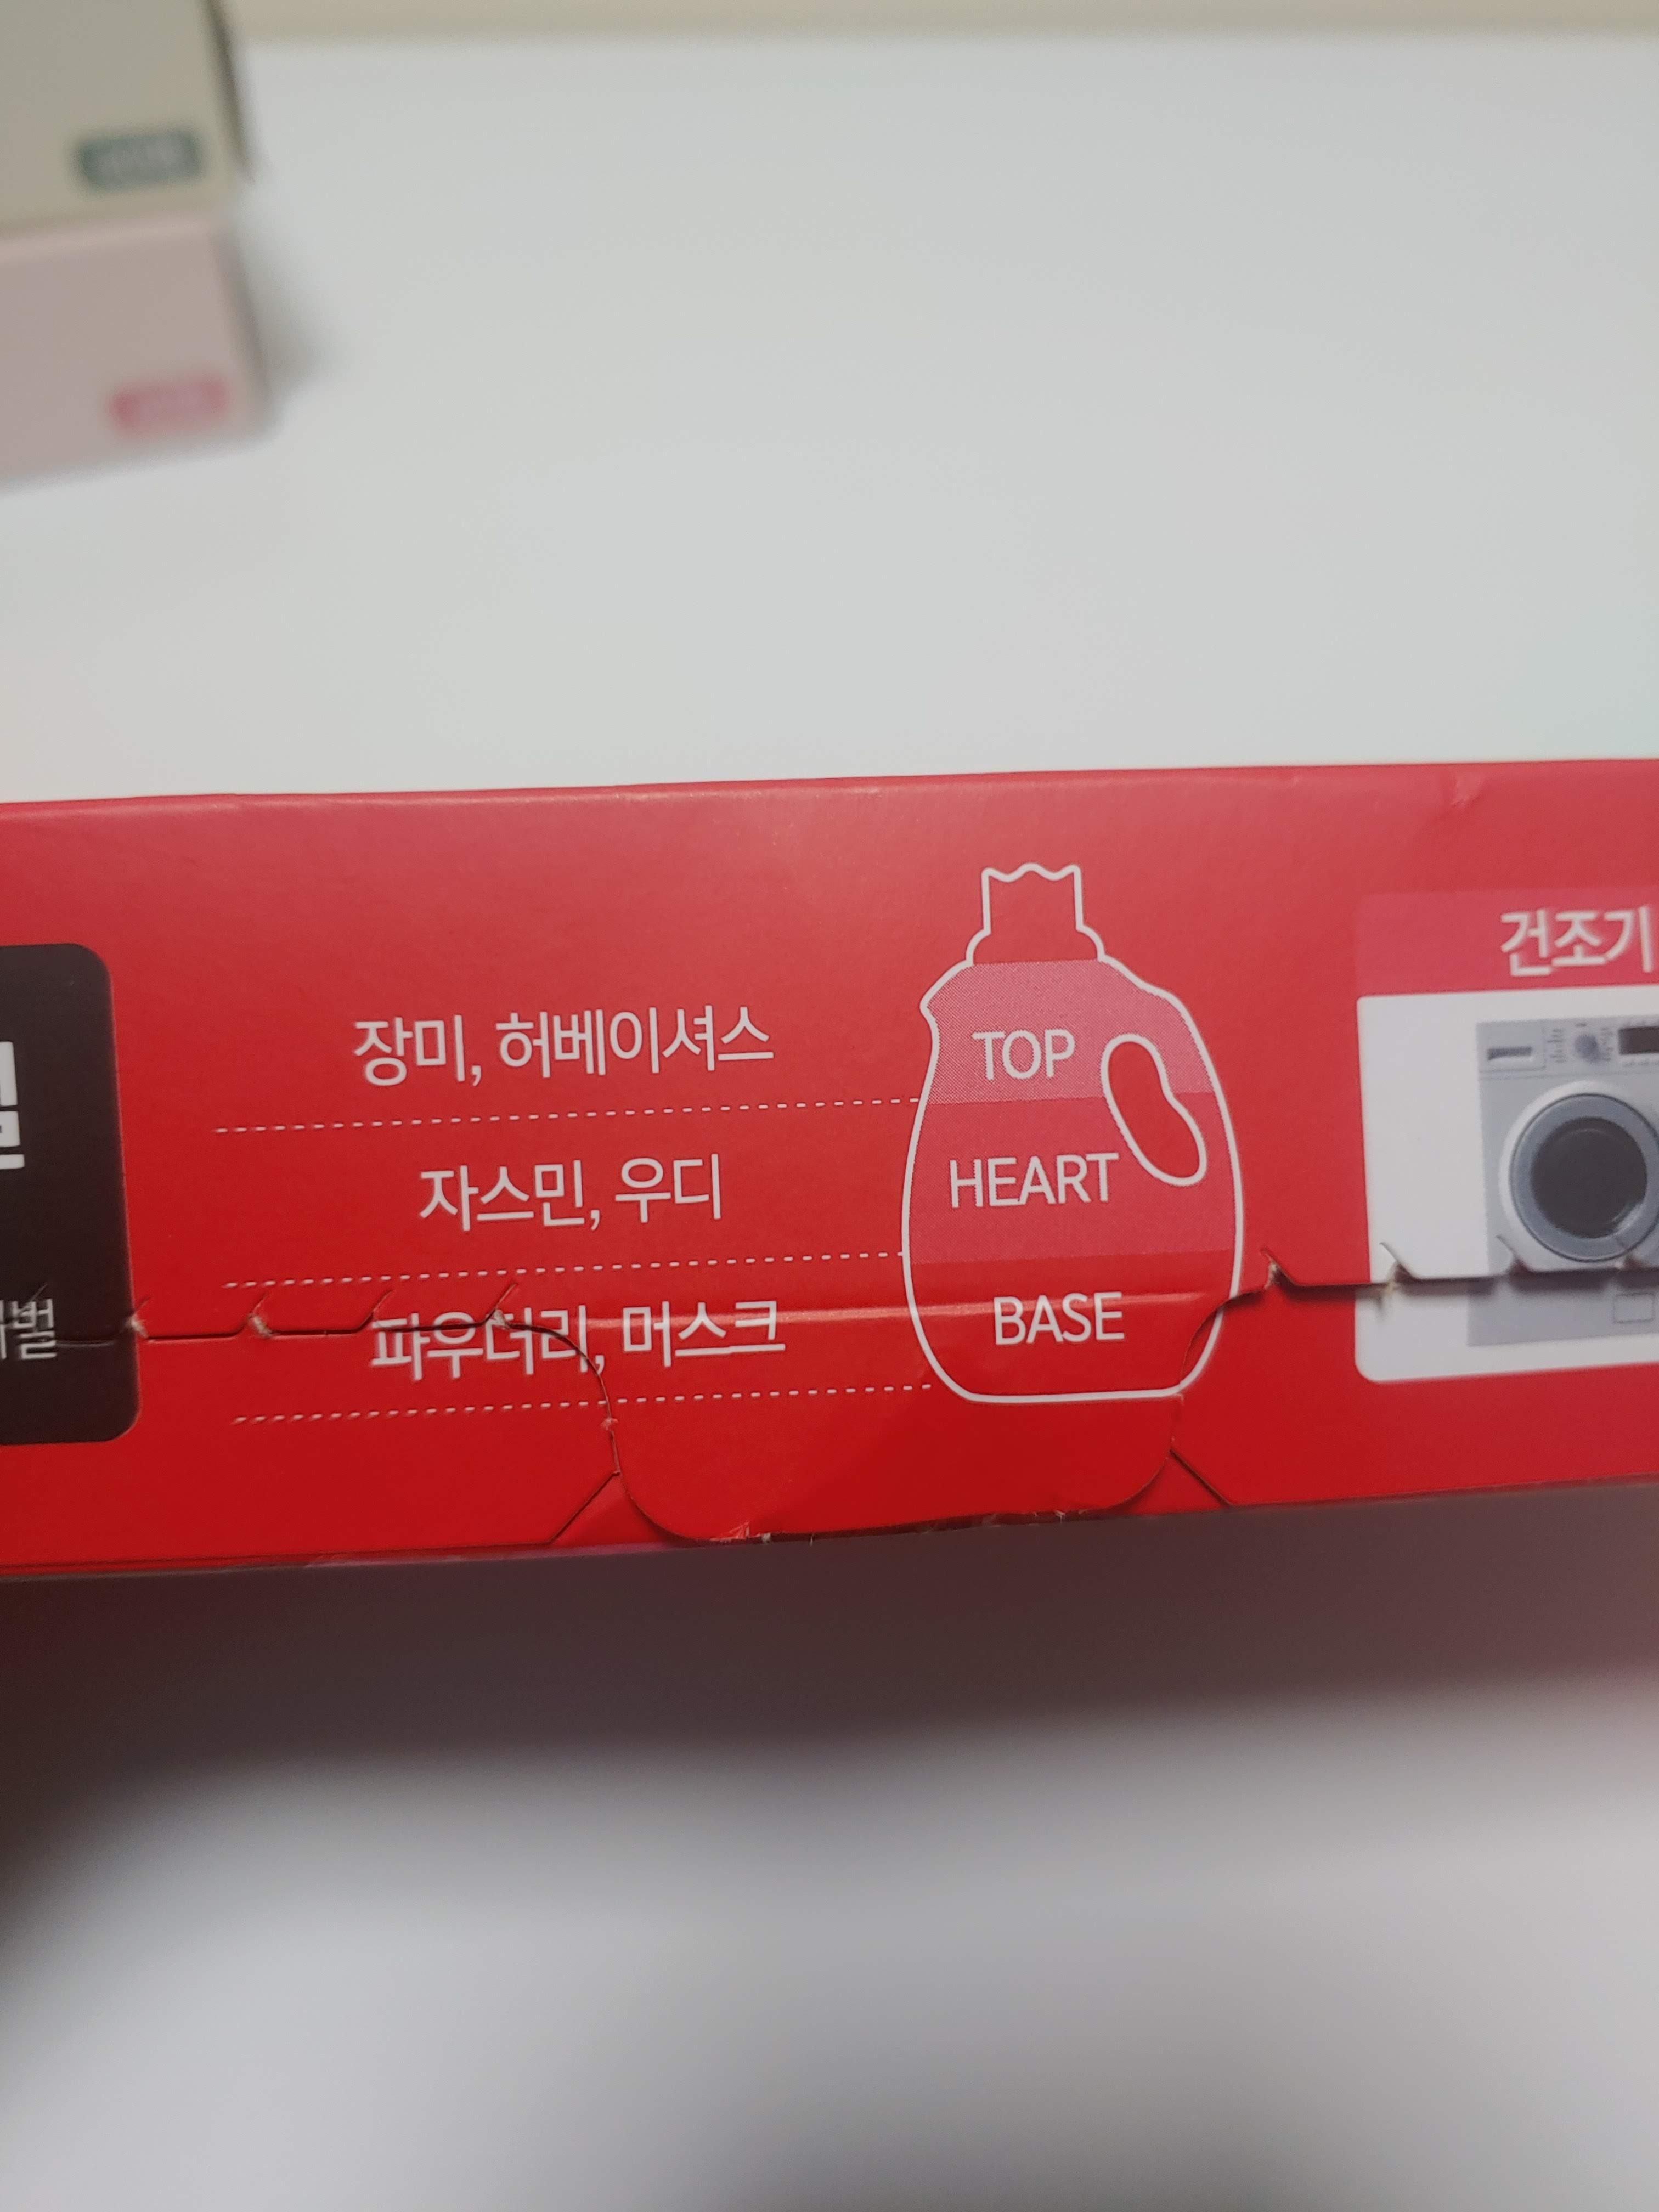 장미, 허베이셔스
TOP
자스민, 우디
HEART
파우더리, 머스크
BASE
건조기